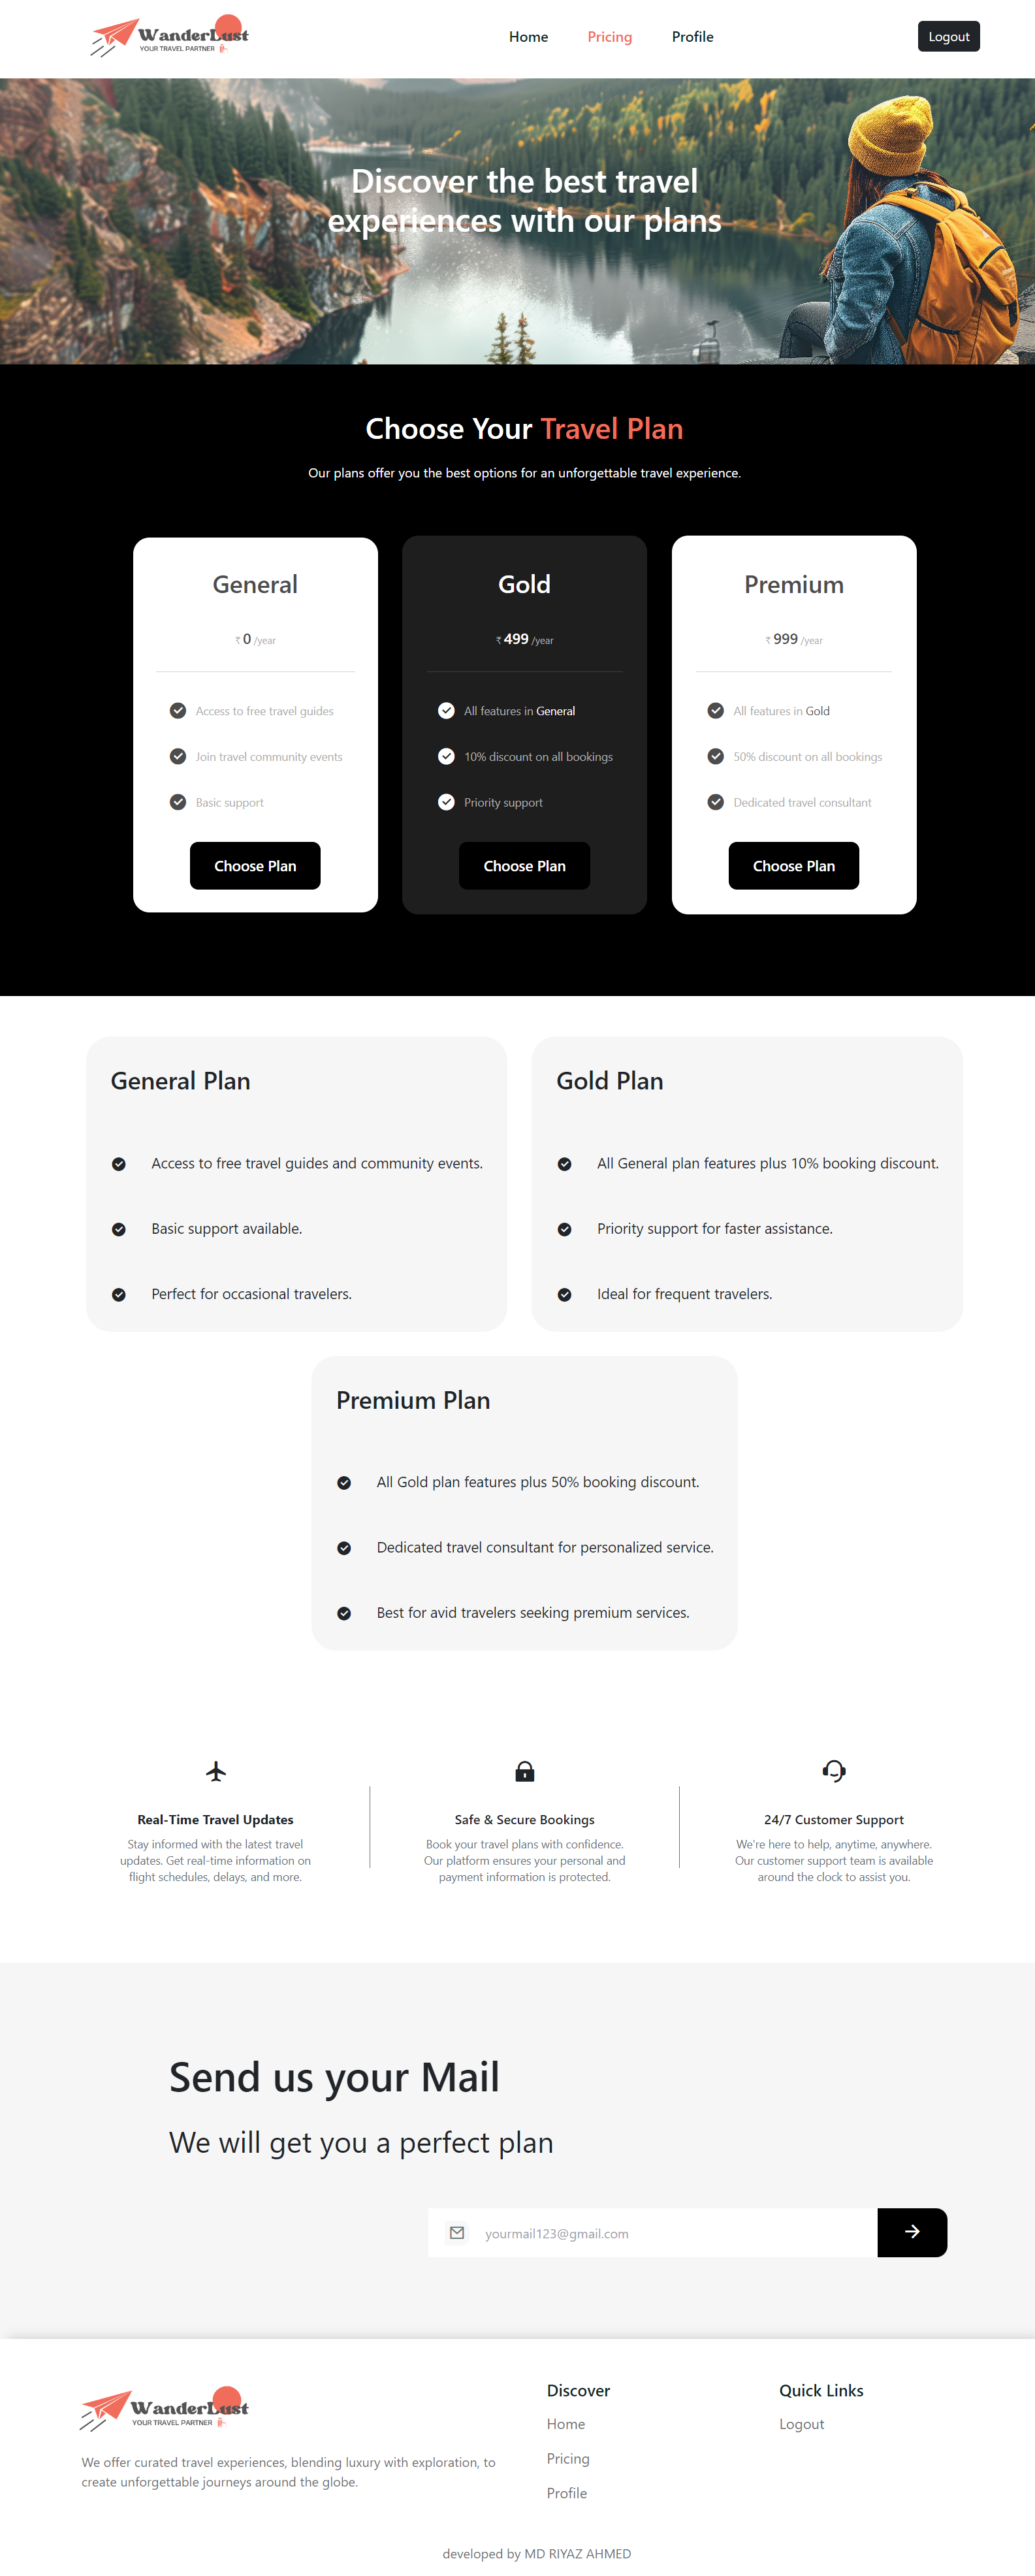 WanderLust
YOUR TRAVEL PARTNER
Home
Pricing
Profile
Logout
Discover the best travel
experiences with our plans
Choose Your Travel Plan
Our plans offer you the best options for an unforgettable travel experience.
General
₹ 0 /year
Access to free travel guides
Join travel community events
Basic support
Choose Plan
Gold
₹ 499 /year
All features in General
10% discount on all bookings
Priority support
Choose Plan
Premium
₹ 999 /year
All features in Gold
50% discount on all bookings
Dedicated travel consultant
Choose Plan
General Plan
Access to free travel guides and community events.
Basic support available.
Perfect for occasional travelers.
Gold Plan
All General plan features plus 10% booking discount.
Priority support for faster assistance.
Ideal for frequent travelers.
Premium Plan
All Gold plan features plus 50% booking discount.
Dedicated travel consultant for personalized service.
Best for avid travelers seeking premium services.
Real-Time Travel Updates
Stay informed with the latest travel
updates. Get real-time information on
flight schedules, delays, and more.
Safe & Secure Bookings
Book your travel plans with confidence.
Our platform ensures your personal and
payment information is protected.
24/7 Customer Support
We're here to help, anytime, anywhere.
Our customer support team is available
around the clock to assist you.
Send us your Mail
We will get you a perfect plan
yourmail123@gmail.com
WanderLust
YOUR TRAVEL PARTNER
We offer curated travel experiences, blending luxury with exploration, to
create unforgettable journeys around the globe.
Discover
Home
Pricing
Profile
Quick Links
Logout
developed by MD RIYAZ AHMED